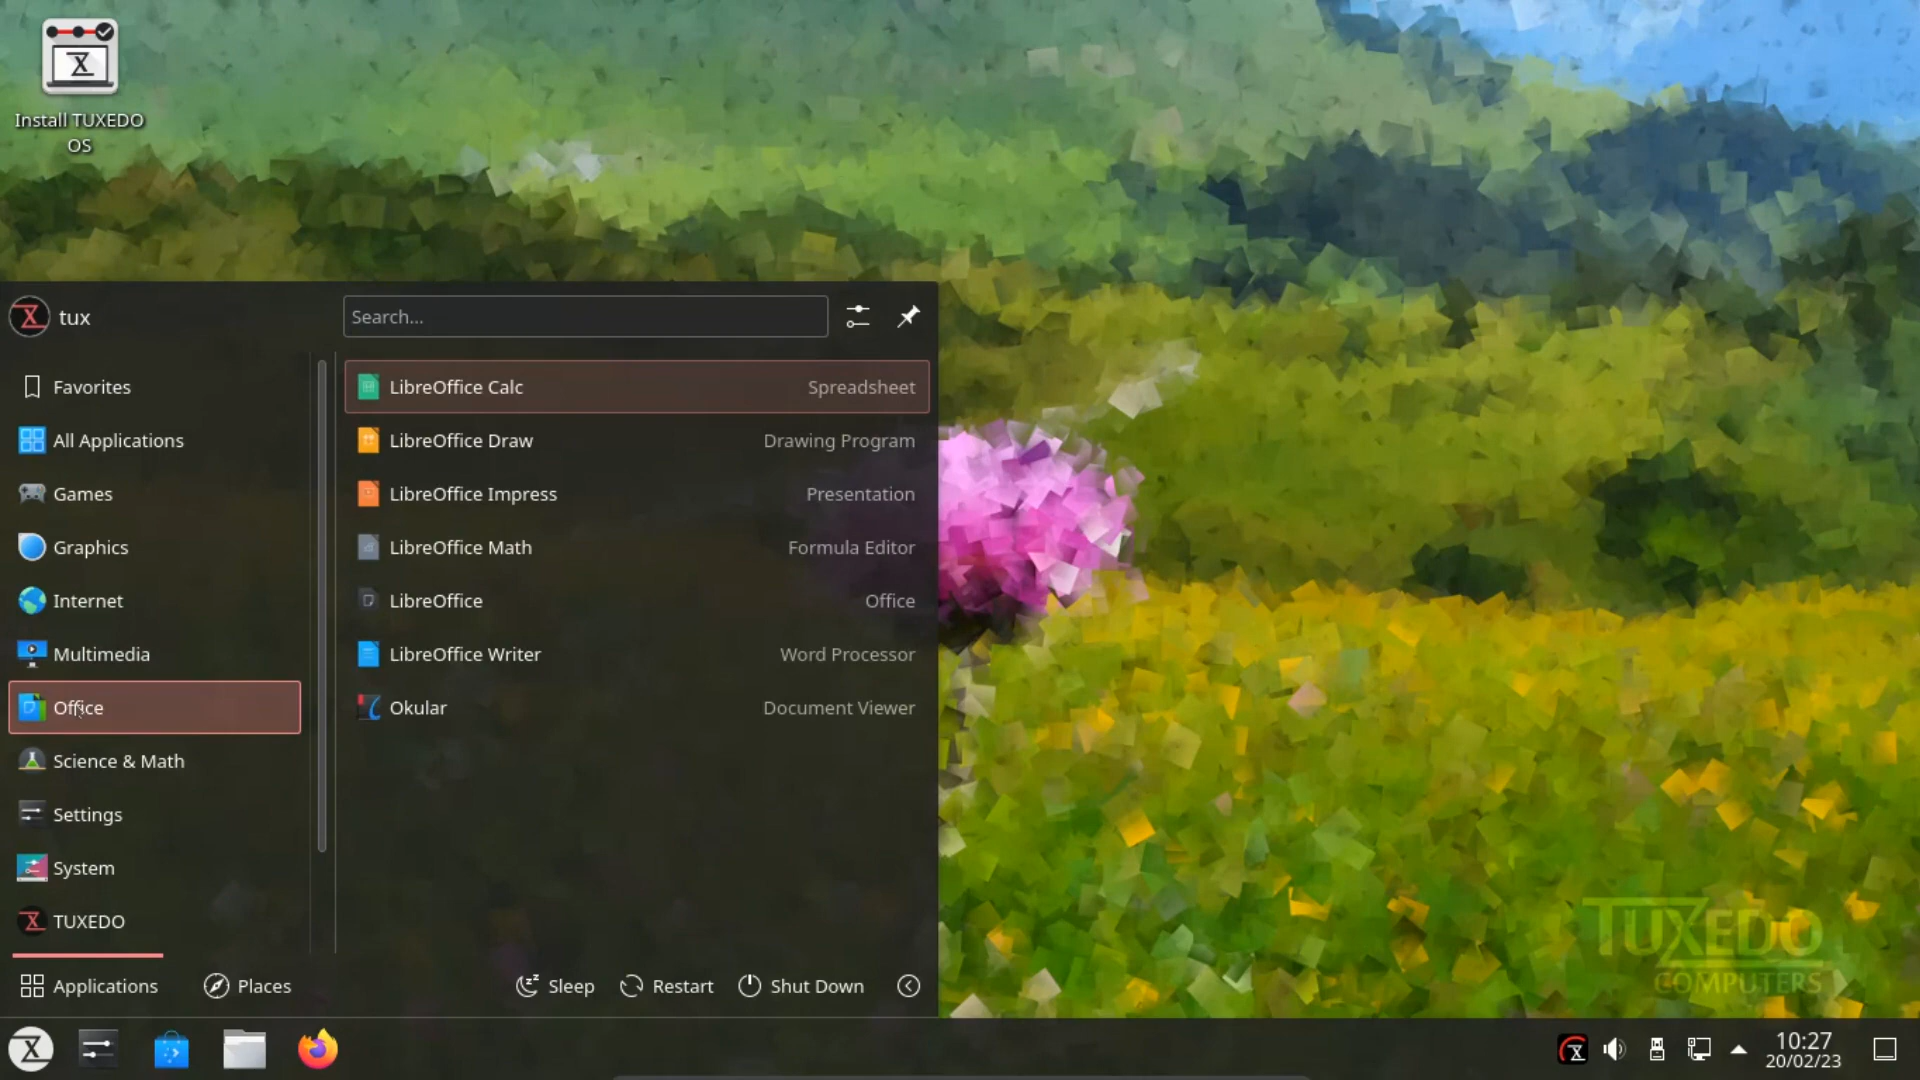 Install TUXEDO
OS
tux
Search...
Favorites
All Applications
Games
Graphics
Internet
Multimedia
Office
Science & Math
Settings
System
TUXEDO
LibreOffice Calc Spreadsheet
LibreOffice Draw Drawing Program
LibreOffice Impress Presentation
LibreOffice Math Formula Editor
LibreOffice Office
LibreOffice Writer Word Processor
Okular Document Viewer
Applications Places Sleep Restart Shut Down
TUXEDO
COMPUTERS
10:27
20/02/23